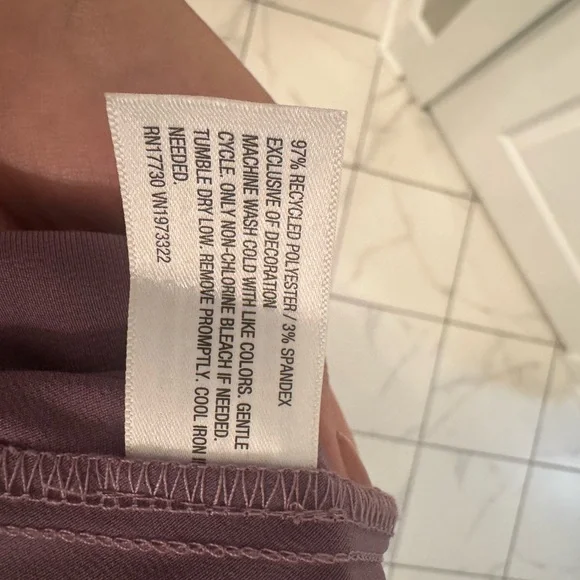 97% RECYCLED POLYESTER / 3% SPANDEX
EXCLUSIVE OF DECORATION
MACHINE WASH COLD WITH LIKE COLORS. GENTLE
CYCLE. ONLY NON-CHLORINE BLEACH IF NEEDED.
TUMBLE DRY LOW. REMOVE PROMPTLY. COOL IRON
NEEDED.
RN17730 VN1973322